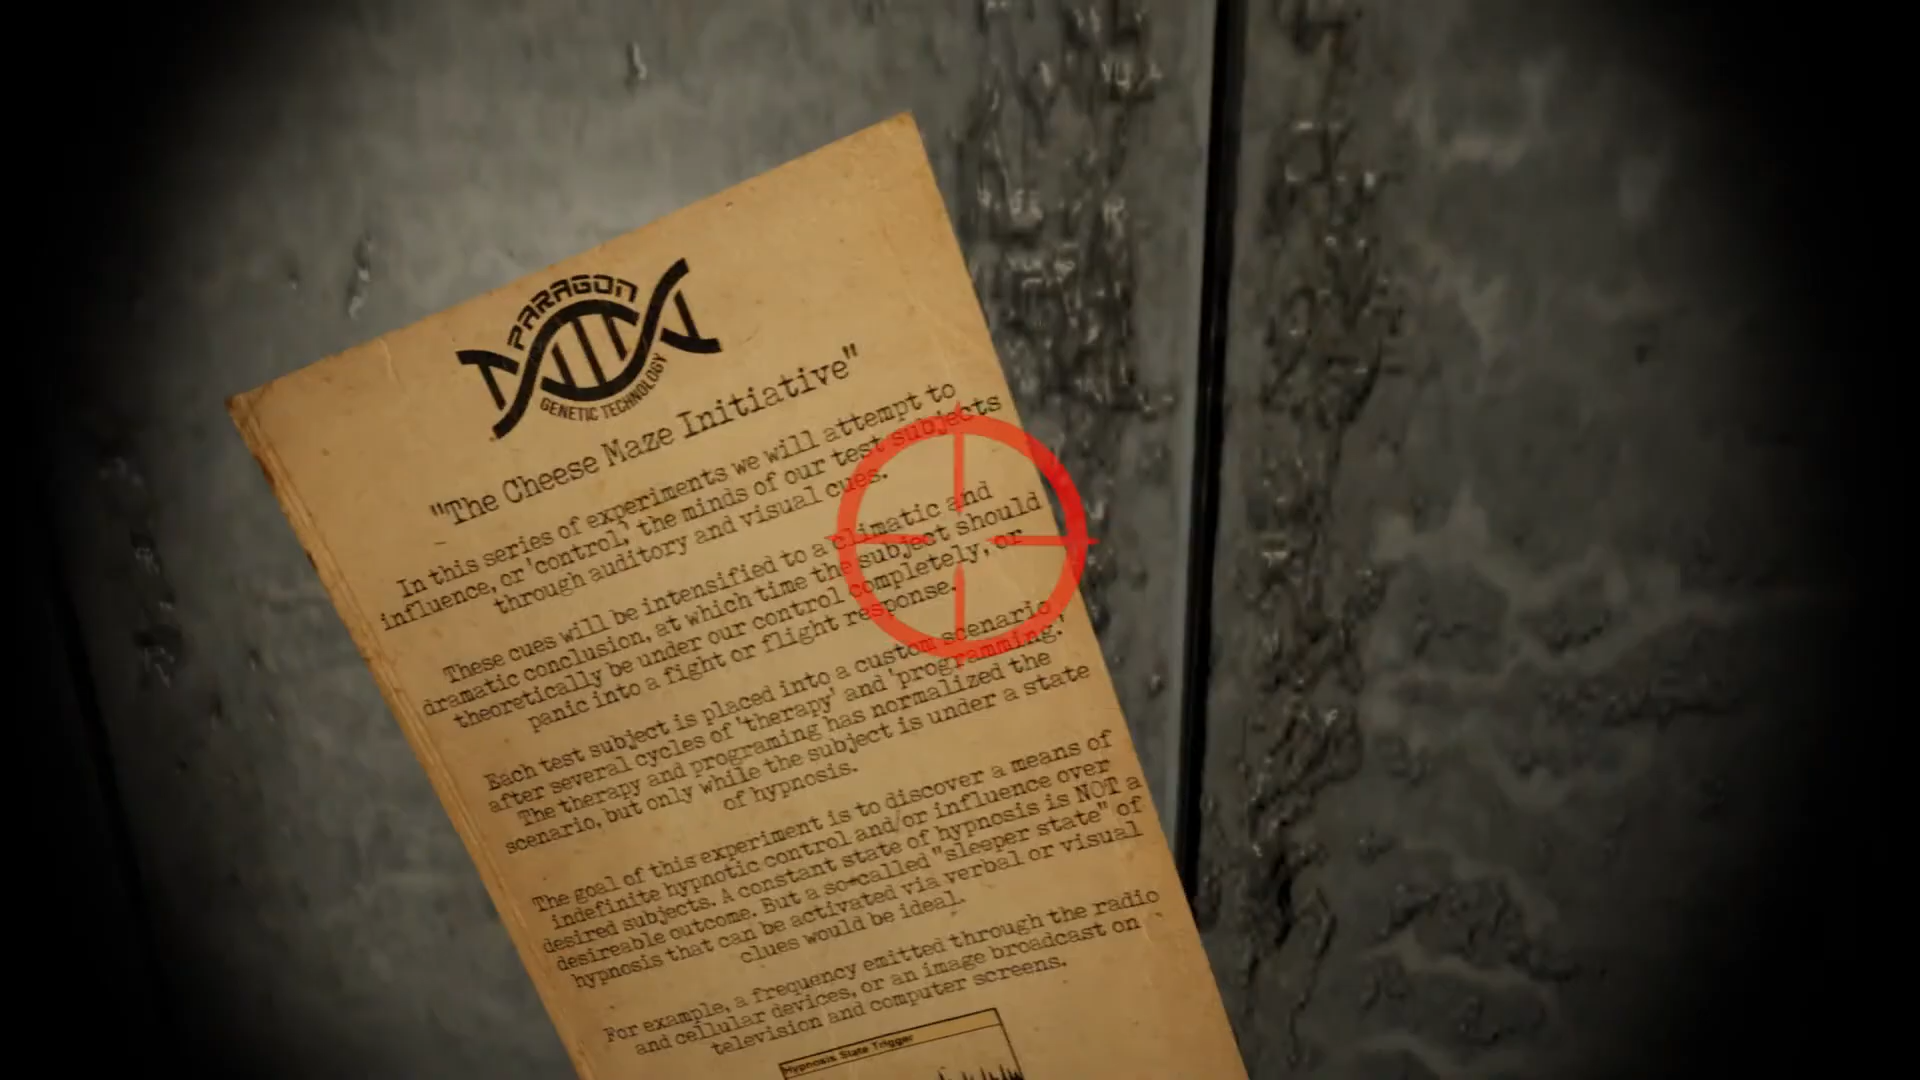 PARAGON
GENETIC TECHNOLOGY
"The Cheese Maze Initiative"
In this series of experiments we will attempt to
influence, or 'control,' the minds of our test subjects
through auditory and visual cues.
These cues will be intensified to a climatic and
dramatic conclusion, at which time the subject should
theoretically be under our control completely, or
panic into a fight or flight response.
Each test subject is placed into a custom scenario
after several cycles of 'therapy' and 'programming.'
The therapy and programing has normalized the
scenario, but only while the subject is under a state
of hypnosis.
The goal of this experiment is to discover a means of
indefinite hypnotic control and/or influence over
desired subjects. A constant state of hypnosis is NOT a
desireable outcome. But a so-called "sleeper state" of
hypnosis that can be activated via verbal or visual
clues would be ideal.
For example, a frequency emitted through the radio
and cellular devices, or an image broadcast on
television and computer screens.
Hypnosis State Trigger